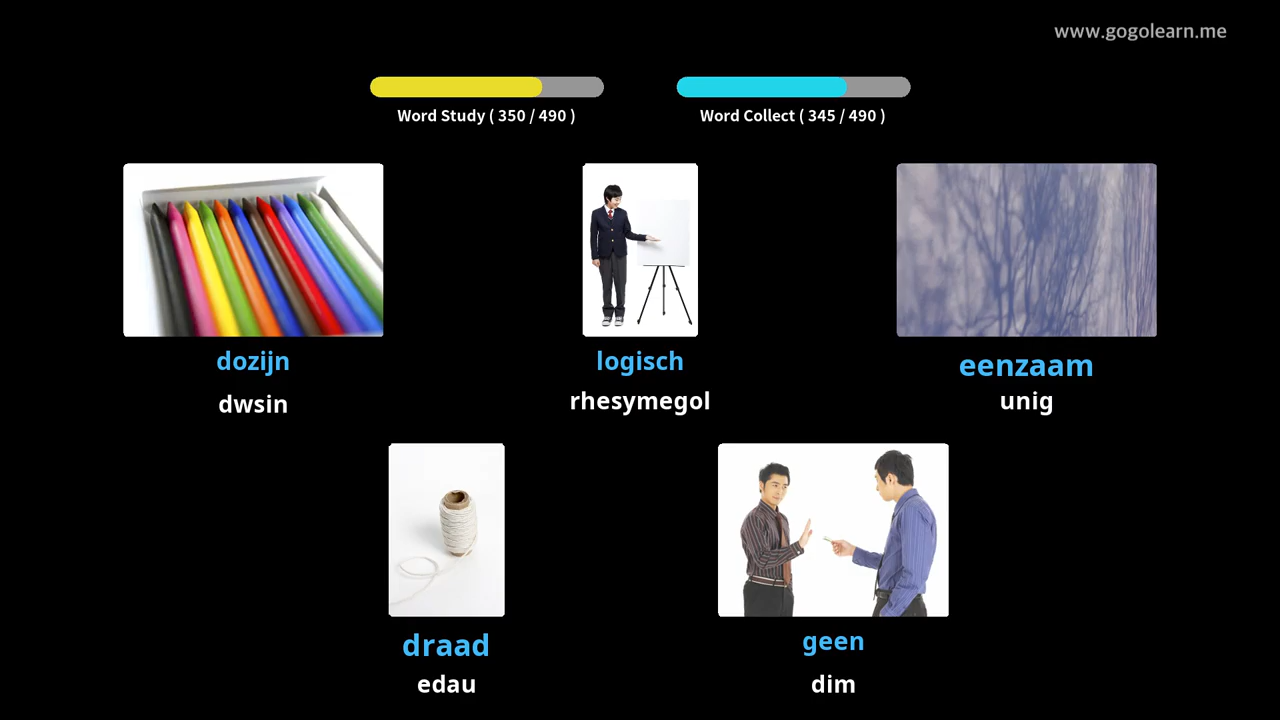 www.gogolearn.me
Word Study ( 350 / 490 )
Word Collect ( 345 / 490 )
dozijn
dwsin
logisch
rhesymegol
eenzaam
unig
draad
edau
geen
dim